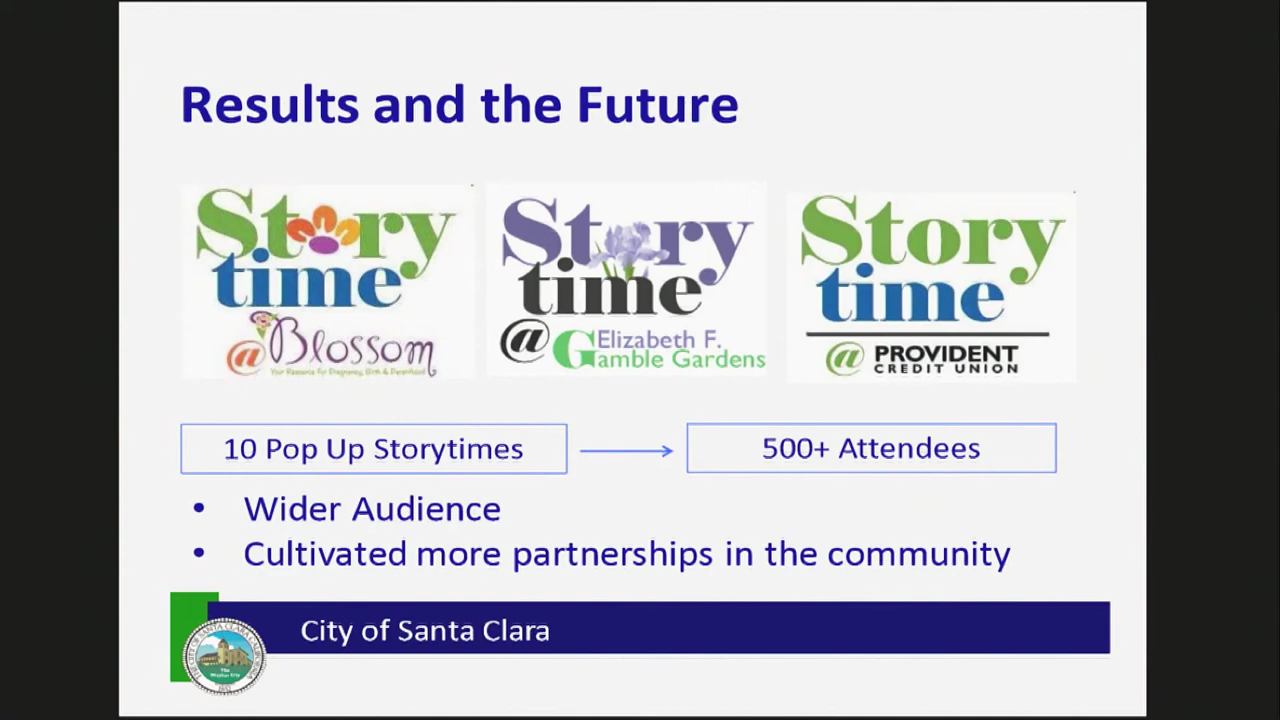 Results and the Future
Story
time
@ Blossom
Your Resource for Pregnancy, Birth & Parenthood
Story
time
@ Elizabeth F.
Gamble Gardens
Story
time
@ PROVIDENT
CREDIT UNION
10 Pop Up Storytimes
500+ Attendees
• Wider Audience
• Cultivated more partnerships in the community
City of Santa Clara